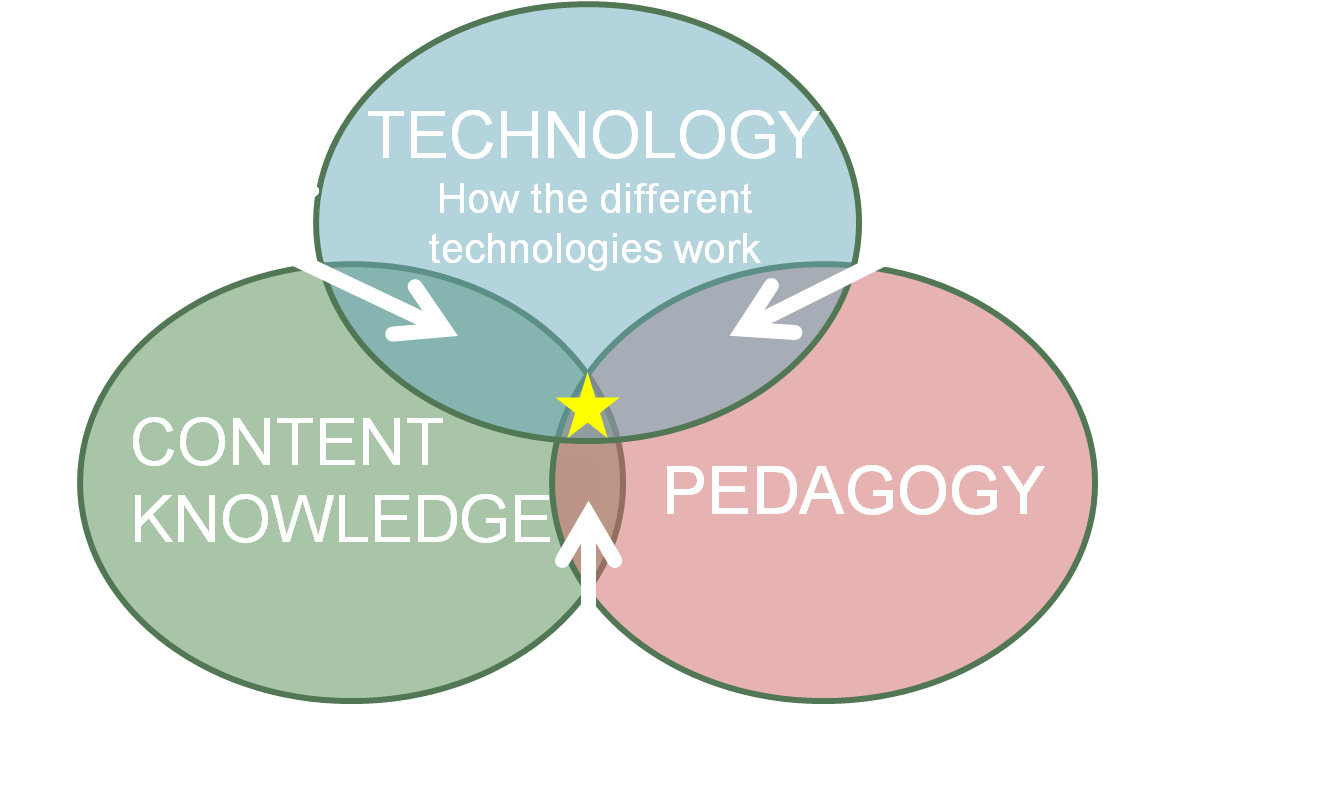 TECHNOLOGY
How the different
technologies work
CONTENT
KNOWLEDGE
PEDAGOGY